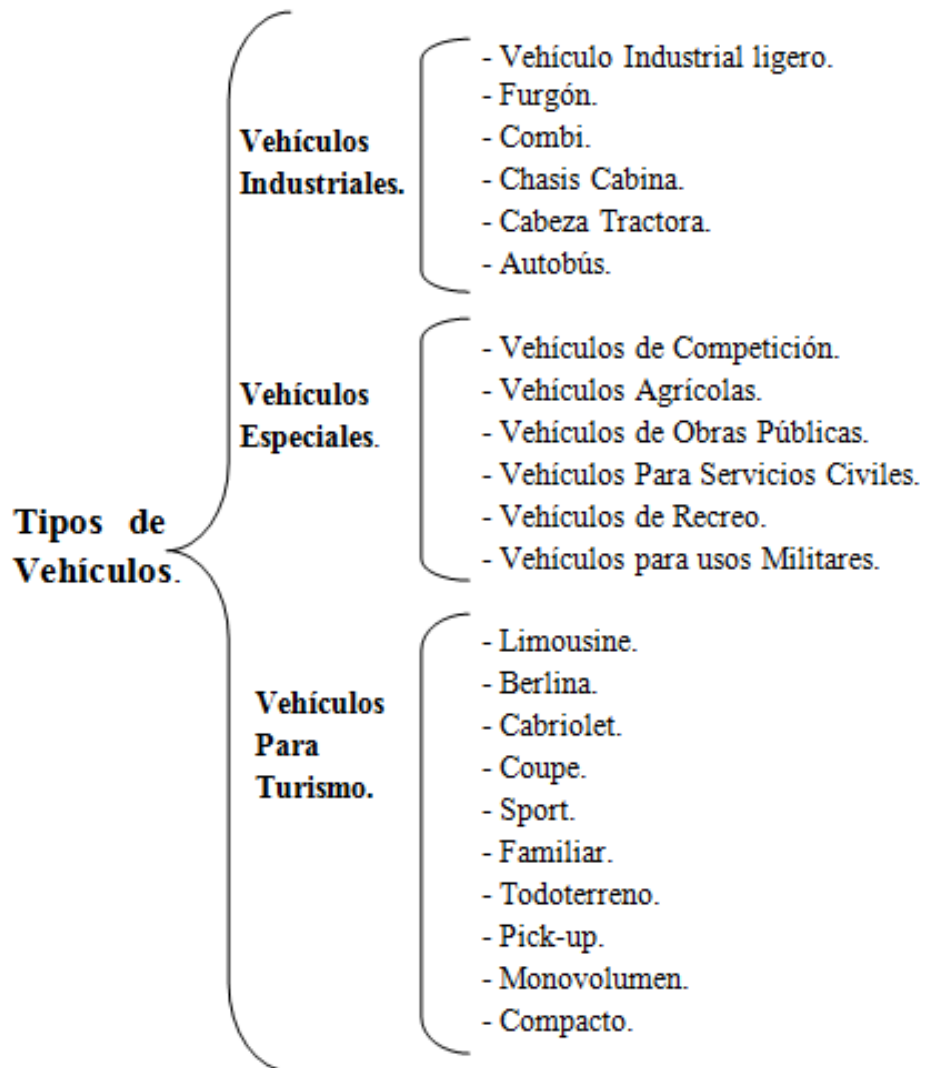 Tipos de
Vehículos.
Vehículos
Industriales.
- Vehículo Industrial ligero.
- Furgón.
- Combi.
- Chasis Cabina.
- Cabeza Tractora.
- Autobús.
Vehículos
Especiales.
- Vehículos de Competición.
- Vehículos Agrícolas.
- Vehículos de Obras Públicas.
- Vehículos Para Servicios Civiles.
- Vehículos de Recreo.
- Vehículos para usos Militares.
Vehículos
Para
Turismo.
- Limousine.
- Berlina.
- Cabriolet.
- Coupe.
- Sport.
- Familiar.
- Todoterreno.
- Pick-up.
- Monovolumen.
- Compacto.